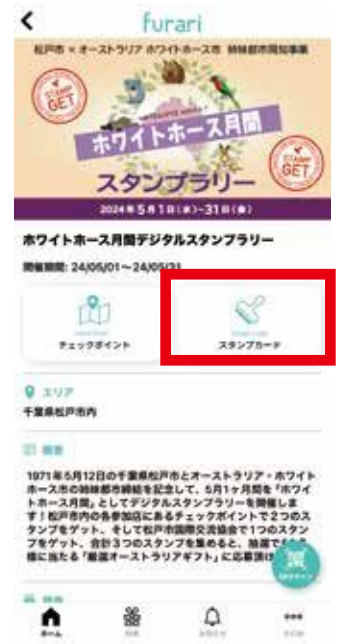 furari
松戸市 × オーストラリア ホワイトホース市 姉妹都市周知事業
STAMP GET
ホワイトホース月間
スタンプラリー
STAMP GET
2024年5月1日(水)~31日(金)
ホワイトホース月間デジタルスタンプラリー
開催期間: 24/05/01~24/05/31
チェックポイント
スタンプカード
エリア
千葉県松戸市内
概要
1971年5月12日の千葉県松戸市とオーストラリア・ホワイト
ホース市の姉妹都市締結を記念して、5月1ヶ月間を「ホワイ
トホース月間」としてデジタルスタンプラリーを開催しま
す!松戸市内の各参加店にあるチェックポイントで2つのス
タンプをゲット、そして松戸市国際交流協会で1つのスタン
プをゲット、合計3つのスタンプを集めると、抽選で
様に当たる「厳選オーストラリアギフト」に応募頂け
ホーム
特典
お知らせ
その他